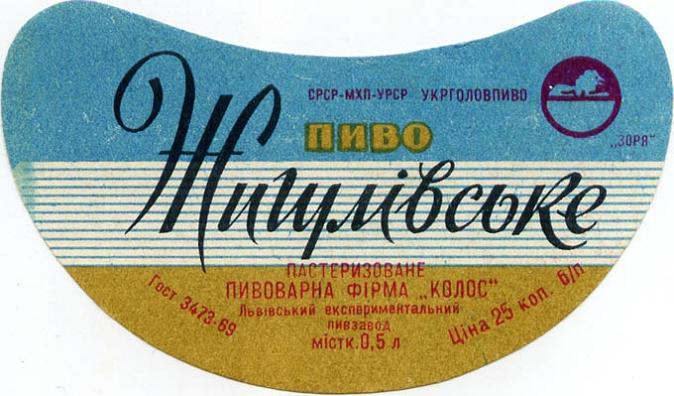 СРСР-МХП-УРСР УКРГОЛОВПИВО
„ЗОРЯ"
ПИВО
Жигулівське
ПАСТЕРИЗОВАНЕ
ПИВОВАРНА ФІРМА „КОЛОС"
Львівський експериментальний
пивзавод
містк. 0,5 л
Гост 3473-69
Ціна 25 коп. б/п